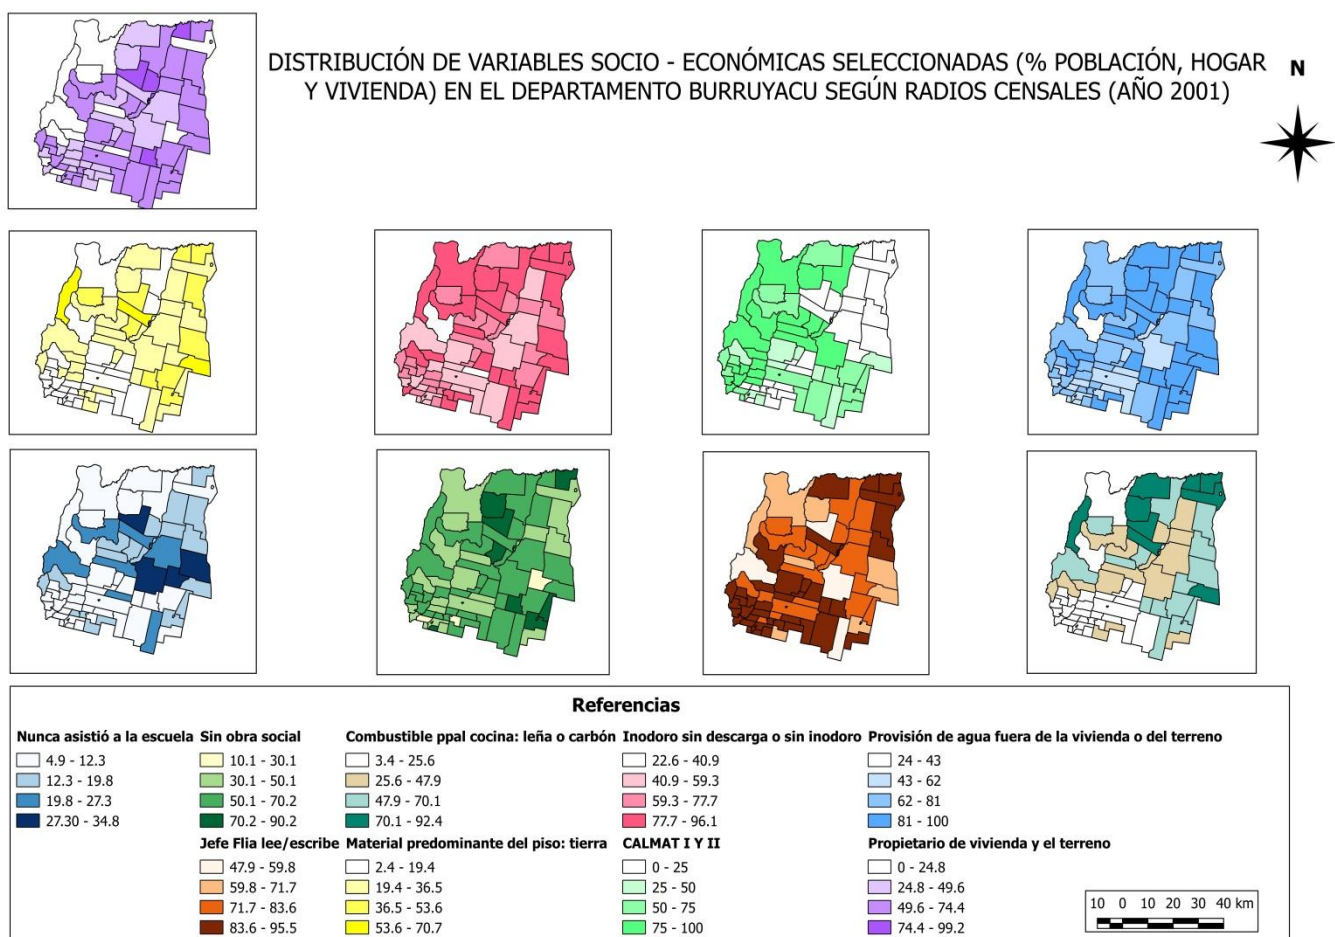 DISTRIBUCIÓN DE VARIABLES SOCIO - ECONÓMICAS SELECCIONADAS (% POBLACIÓN, HOGAR
Y VIVIENDA) EN EL DEPARTAMENTO BURRUYACU SEGÚN RADIOS CENSALES (AÑO 2001)
N
Referencias
Nunca asistió a la escuela
4.9 - 12.3
12.3 - 19.8
19.8 - 27.3
27.30 - 34.8
Sin obra social
10.1 - 30.1
30.1 - 50.1
50.1 - 70.2
70.2 - 90.2
Combustible ppal cocina: leña o carbón
3.4 - 25.6
25.6 - 47.9
47.9 - 70.1
70.1 - 92.4
Inodoro sin descarga o sin inodoro
22.6 - 40.9
40.9 - 59.3
59.3 - 77.7
77.7 - 96.1
Provisión de agua fuera de la vivienda o del terreno
24 - 43
43 - 62
62 - 81
81 - 100
Jefe Flia lee/escribe
47.9 - 59.8
59.8 - 71.7
71.7 - 83.6
83.6 - 95.5
Material predominante del piso: tierra
2.4 - 19.4
19.4 - 36.5
36.5 - 53.6
53.6 - 70.7
CALMAT I Y II
0 - 25
25 - 50
50 - 75
75 - 100
Propietario de vivienda y el terreno
0 - 24.8
24.8 - 49.6
49.6 - 74.4
74.4 - 99.2
10 0 10 20 30 40 km